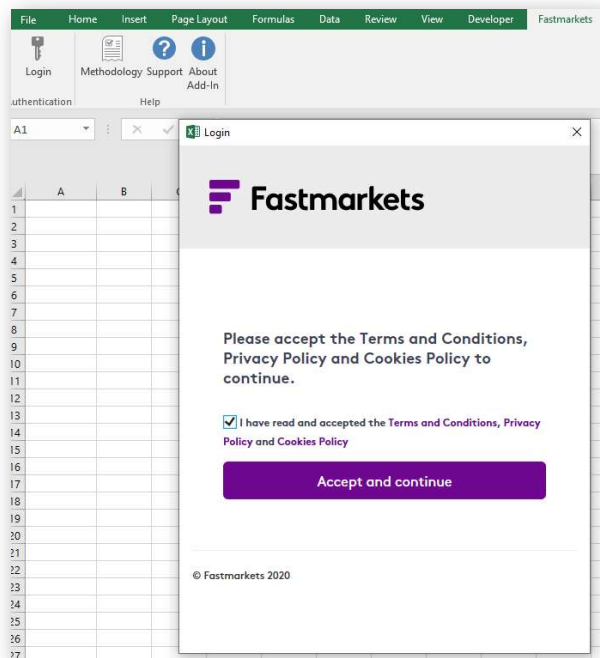 File Home Insert Page Layout Formulas Data Review View Developer Fastmarkets
Login Methodology Support About
Add-In
uthentication Help
A1
Login
A B
Fastmarkets
1
2
3
4
5
6
7
8
9
10
11
12
13
14
15
16
17
18
19
20
21
22
23
24
25
26
27
Please accept the Terms and Conditions,
Privacy Policy and Cookies Policy to
continue.
I have read and accepted the Terms and Conditions, Privacy
Policy and Cookies Policy
Accept and continue
© Fastmarkets 2020